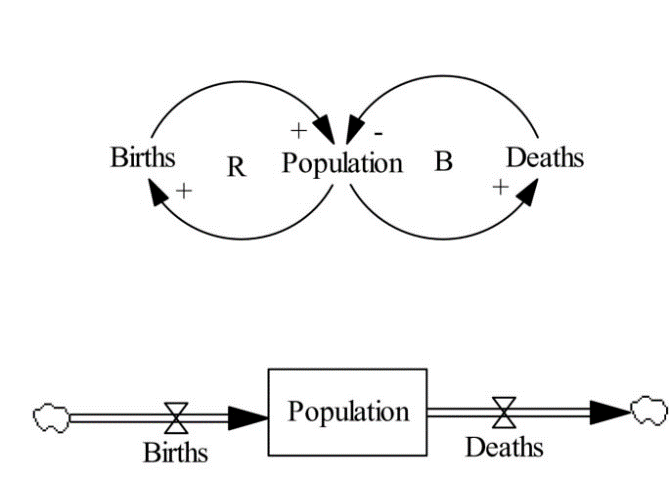 + -
Births R Population B Deaths
+ +
Population
Births Deaths